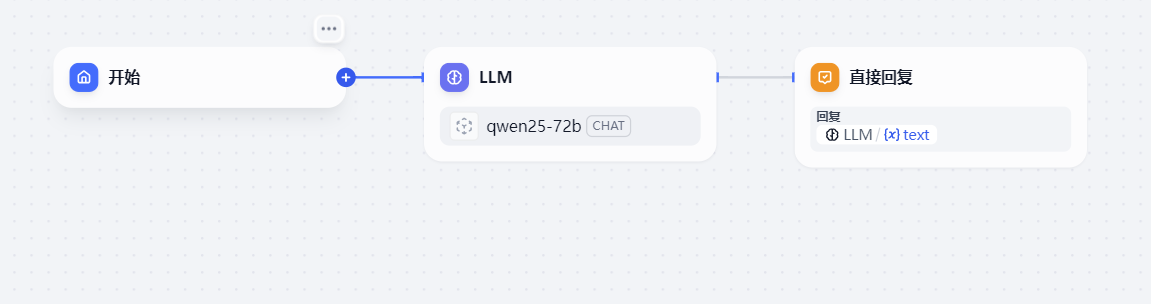 开始
LLM
qwen25-72b CHAT
直接回复
回复
LLM / {x} text